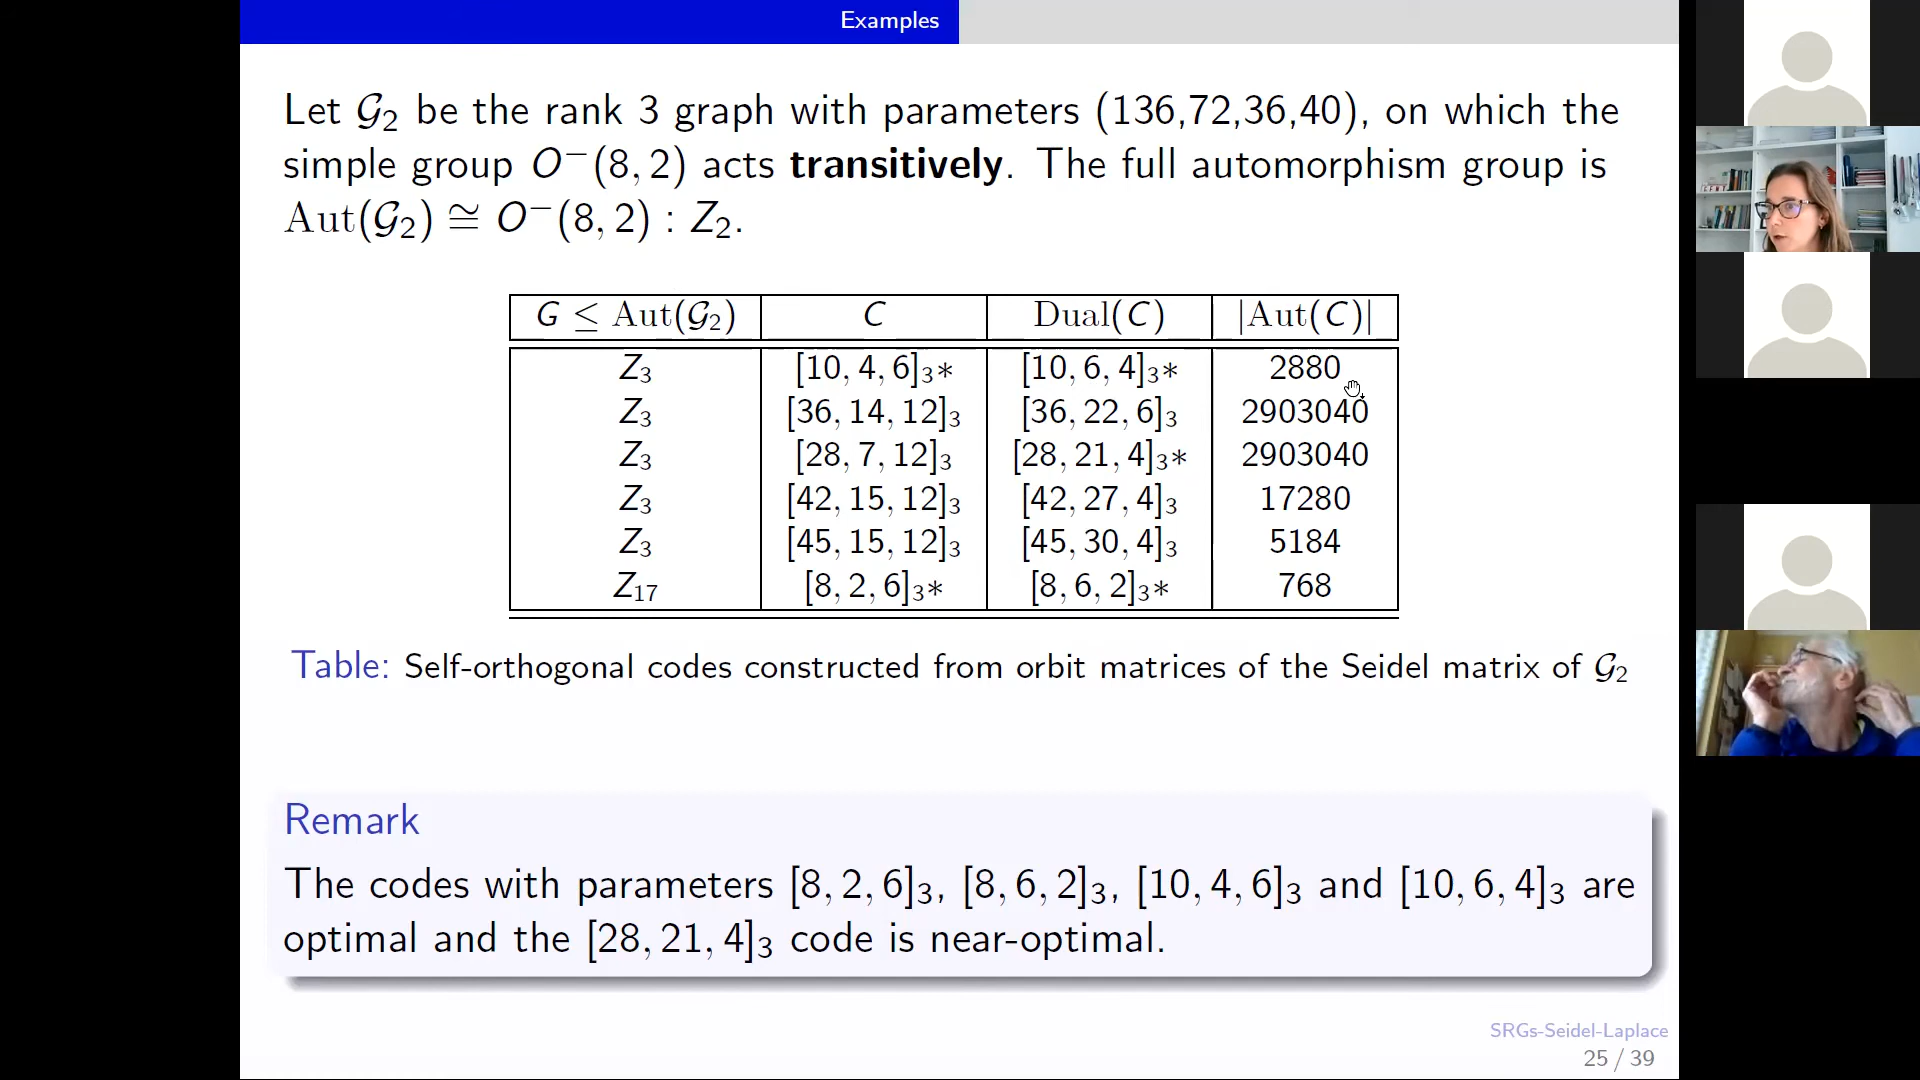 Examples
Let 𝒢₂ be the rank 3 graph with parameters (136,72,36,40), on which the
simple group O⁻(8, 2) acts transitively. The full automorphism group is
Aut(𝒢₂) ≅ O⁻(8, 2) : Z₂.
G ≤ Aut(𝒢₂) C Dual(C) |Aut(C)|
Z₃ [10, 4, 6]₃* [10, 6, 4]₃* 2880
Z₃ [36, 14, 12]₃ [36, 22, 6]₃ 2903040
Z₃ [28, 7, 12]₃ [28, 21, 4]₃* 2903040
Z₃ [42, 15, 12]₃ [42, 27, 4]₃ 17280
Z₃ [45, 15, 12]₃ [45, 30, 4]₃ 5184
Z₁₇ [8, 2, 6]₃* [8, 6, 2]₃* 768
Table: Self-orthogonal codes constructed from orbit matrices of the Seidel matrix of 𝒢₂
Remark
The codes with parameters [8, 2, 6]₃, [8, 6, 2]₃, [10, 4, 6]₃ and [10, 6, 4]₃ are
optimal and the [28, 21, 4]₃ code is near-optimal.
SRGs-Seidel-Laplace
25 / 39